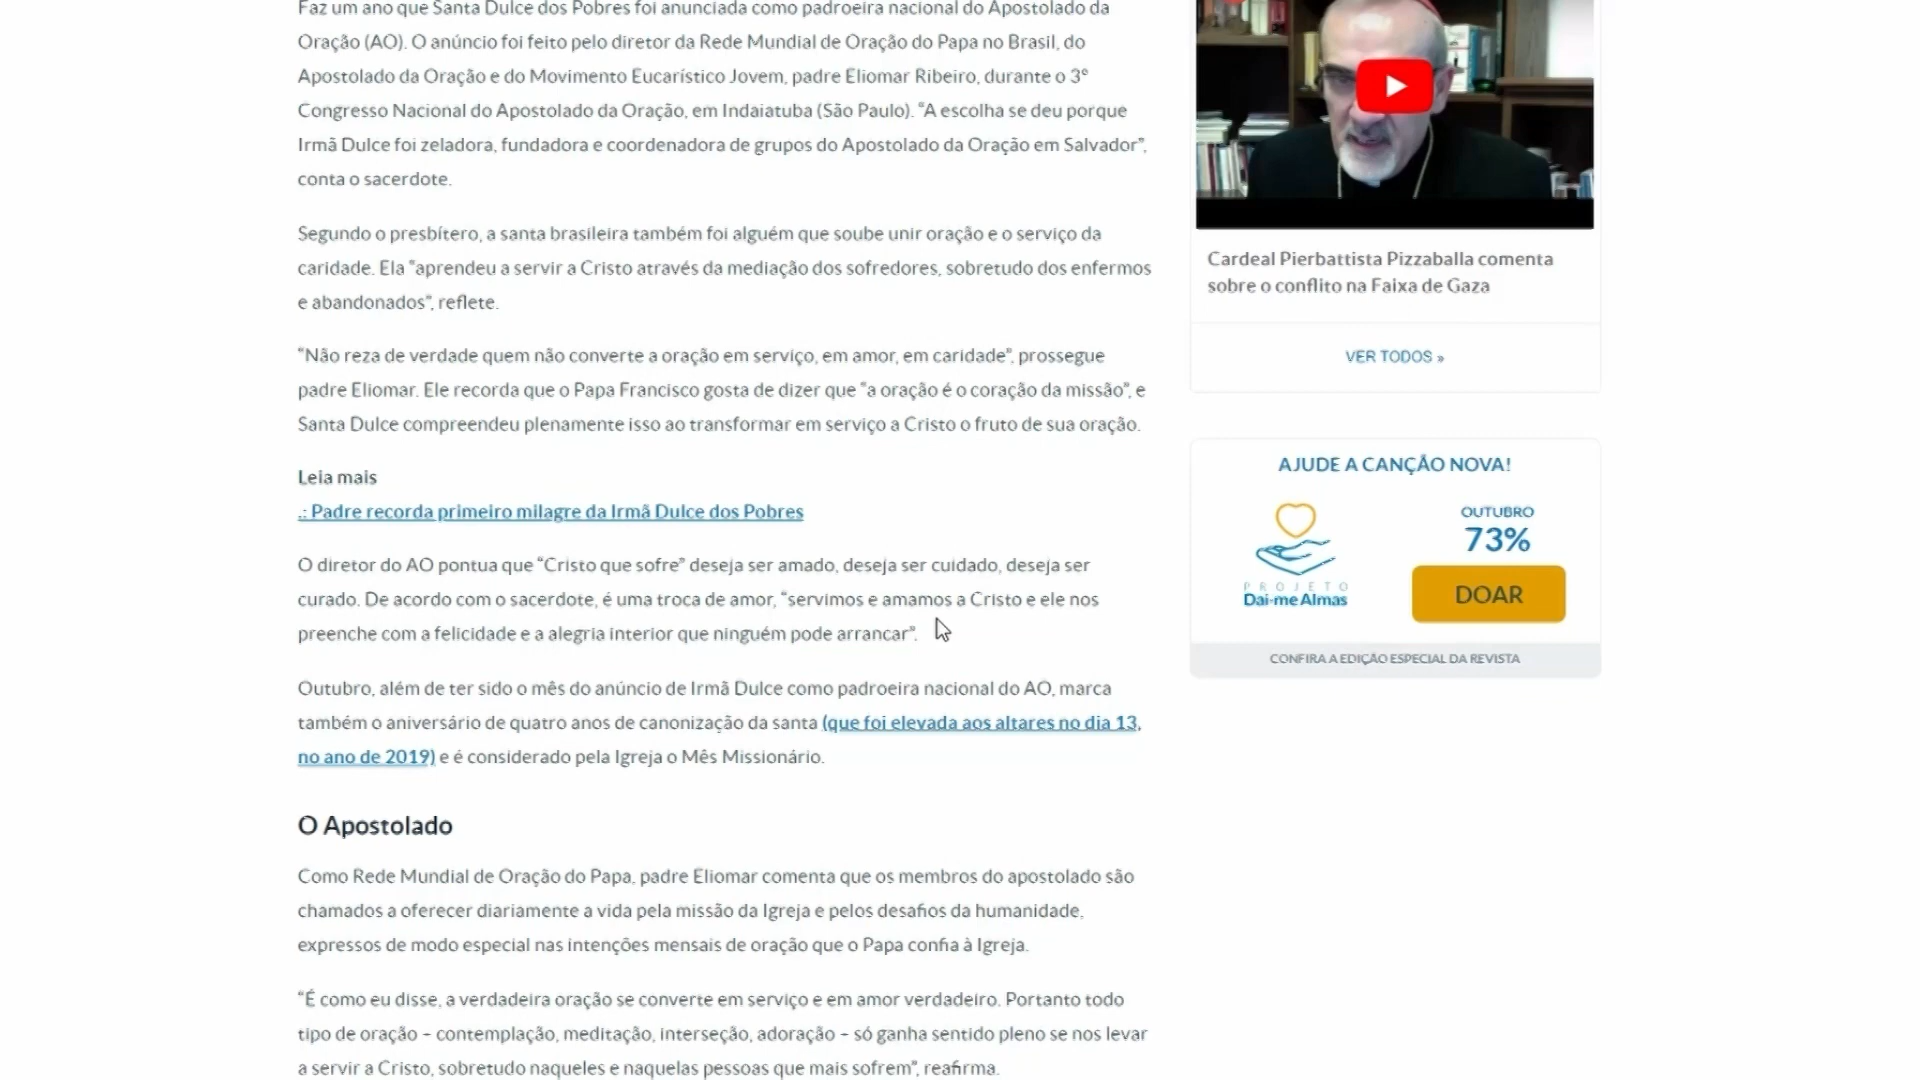 Faz um ano que Santa Dulce dos Pobres foi anunciada como padroeira nacional do Apostolado da
Oração (AO). O anúncio foi feito pelo diretor da Rede Mundial de Oração do Papa no Brasil, do
Apostolado da Oração e do Movimento Eucarístico Jovem, padre Eliomar Ribeiro, durante o 3º
Congresso Nacional do Apostolado da Oração, em Indaiatuba (São Paulo). “A escolha se deu porque
Irmã Dulce foi zeladora, fundadora e coordenadora de grupos do Apostolado da Oração em Salvador”,
conta o sacerdote.
Segundo o presbítero, a santa brasileira também foi alguém que soube unir oração e o serviço da
caridade. Ela “aprendeu a servir a Cristo através da mediação dos sofredores, sobretudo dos enfermos
e abandonados”, reflete.
“Não reza de verdade quem não converte a oração em serviço, em amor, em caridade”, prossegue
padre Eliomar. Ele recorda que o Papa Francisco gosta de dizer que “a oração é o coração da missão”, e
Santa Dulce compreendeu plenamente isso ao transformar em serviço a Cristo o fruto de sua oração.
Leia mais
.: Padre recorda primeiro milagre da Irmã Dulce dos Pobres
O diretor do AO pontua que “Cristo que sofre” deseja ser amado, deseja ser cuidado, deseja ser
curado. De acordo com o sacerdote, é uma troca de amor, “servimos e amamos a Cristo e ele nos
preenche com a felicidade e a alegria interior que ninguém pode arrancar”.
Outubro, além de ter sido o mês do anúncio de Irmã Dulce como padroeira nacional do AO, marca
também o aniversário de quatro anos de canonização da santa (que foi elevada aos altares no dia 13,
no ano de 2019) e é considerado pela Igreja o Mês Missionário.
O Apostolado
Como Rede Mundial de Oração do Papa, padre Eliomar comenta que os membros do apostolado são
chamados a oferecer diariamente a vida pela missão da Igreja e pelos desafios da humanidade,
expressos de modo especial nas intenções mensais de oração que o Papa confia à Igreja.
“É como eu disse, a verdadeira oração se converte em serviço e em amor verdadeiro. Portanto todo
tipo de oração – contemplação, meditação, interseção, adoração – só ganha sentido pleno se nos levar
a servir a Cristo, sobretudo naqueles e naquelas pessoas que mais sofrem”, reafirma.
Cardeal Pierbattista Pizzaballa comenta
sobre o conflito na Faixa de Gaza
VER TODOS »
AJUDE A CANÇÃO NOVA!
OUTUBRO
73%
PROJETO
Dai-me Almas
DOAR
CONFIRA A EDIÇÃO ESPECIAL DA REVISTA